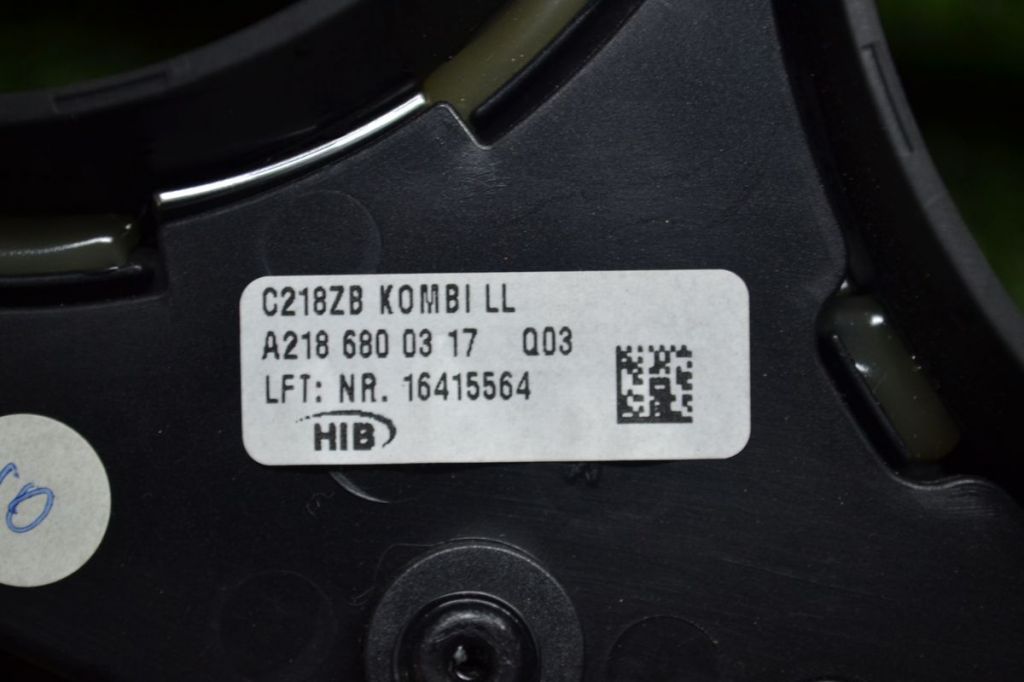 C218ZB KOMBI LL
A218 680 03 17 Q03
LFT: NR. 16415564
HIB